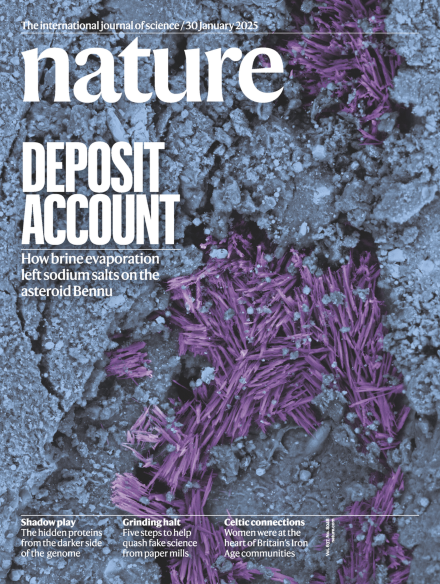 The international journal of science / 30 January 2025
nature
DEPOSIT
ACCOUNT
How brine evaporation
left sodium salts on the
asteroid Bennu
Shadow play
The hidden proteins
from the darker side
of the genome
Grinding halt
Five steps to help
quash fake science
from paper mills
Celtic connections
Women were at the
heart of Britain's Iron
Age communities
nature.com